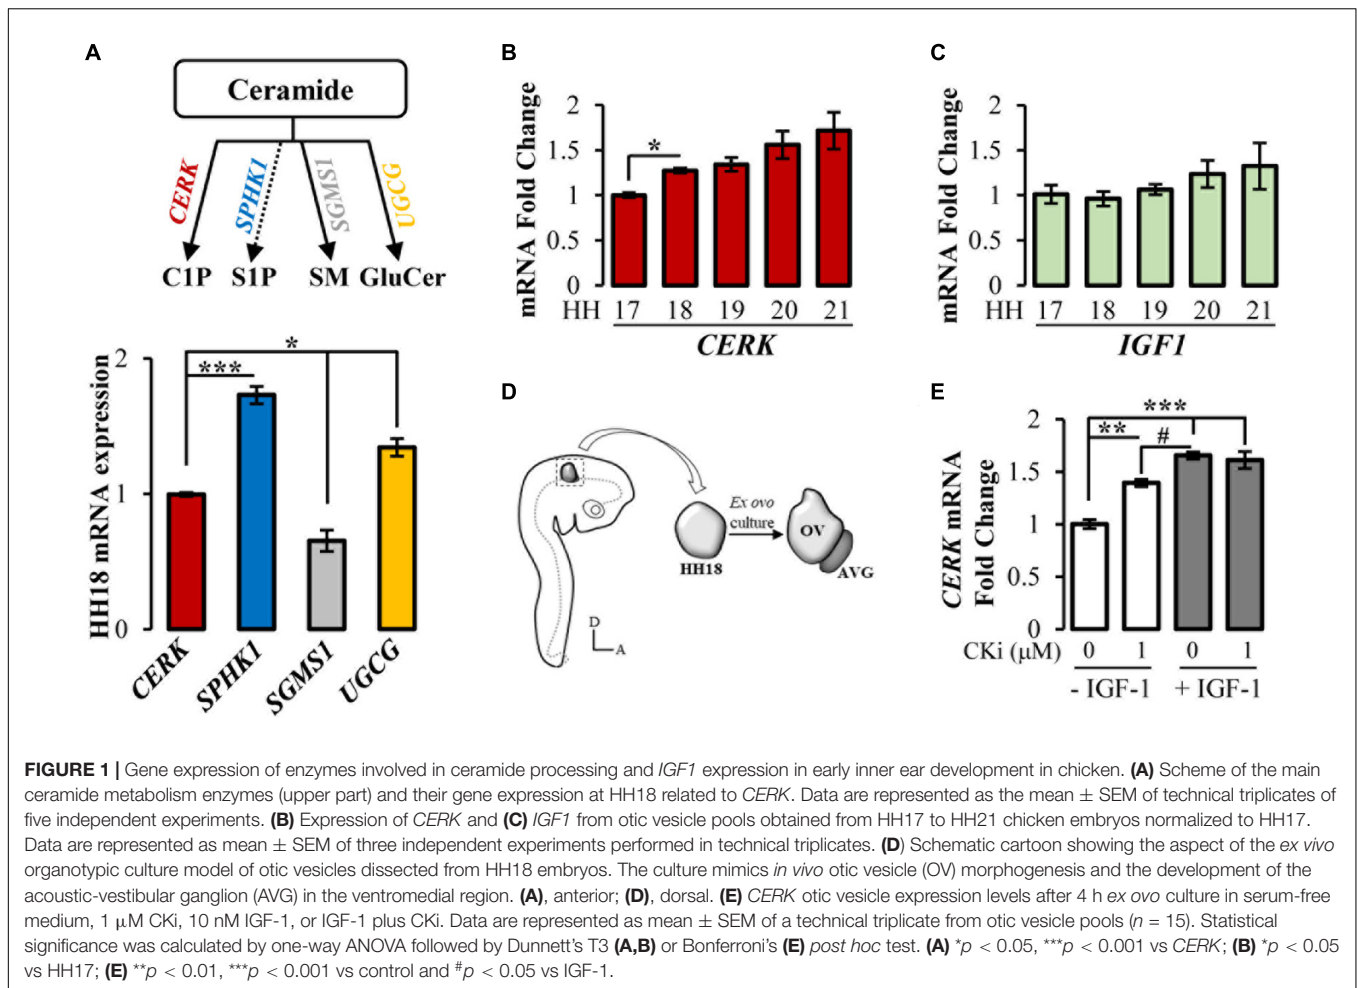 A
Ceramide
CERK
SPHK1
SGMS1
UGCG
C1P S1P SM GluCer
HH18 mRNA expression
2
1
0
***
*
CERK
SPHK1
SGMS1
UGCG
B
mRNA Fold Change
2
1.5
1
0.5
0
*
HH 17 18 19 20 21
CERK
C
mRNA Fold Change
2
1.5
1
0.5
0
HH 17 18 19 20 21
IGF1
D
HH18
Ex ovo
culture
OV
AVG
D
A
E
CERK mRNA
Fold Change
2
1.5
1
0.5
0
***
**
#
CKi (μM) 0 1 0 1
- IGF-1 + IGF-1
FIGURE 1 | Gene expression of enzymes involved in ceramide processing and IGF1 expression in early inner ear development in chicken. (A) Scheme of the main
ceramide metabolism enzymes (upper part) and their gene expression at HH18 related to CERK. Data are represented as the mean ± SEM of technical triplicates of
five independent experiments. (B) Expression of CERK and (C) IGF1 from otic vesicle pools obtained from HH17 to HH21 chicken embryos normalized to HH17.
Data are represented as mean ± SEM of three independent experiments performed in technical triplicates. (D) Schematic cartoon showing the aspect of the ex vivo
organotypic culture model of otic vesicles dissected from HH18 embryos. The culture mimics in vivo otic vesicle (OV) morphogenesis and the development of the
acoustic-vestibular ganglion (AVG) in the ventromedial region. (A), anterior; (D), dorsal. (E) CERK otic vesicle expression levels after 4 h ex ovo culture in serum-free
medium, 1 μM CKi, 10 nM IGF-1, or IGF-1 plus CKi. Data are represented as mean ± SEM of a technical triplicate from otic vesicle pools (n = 15). Statistical
significance was calculated by one-way ANOVA followed by Dunnett's T3 (A,B) or Bonferroni's (E) post hoc test. (A) *p < 0.05, ***p < 0.001 vs CERK; (B) *p < 0.05
vs HH17; (E) **p < 0.01, ***p < 0.001 vs control and #p < 0.05 vs IGF-1.